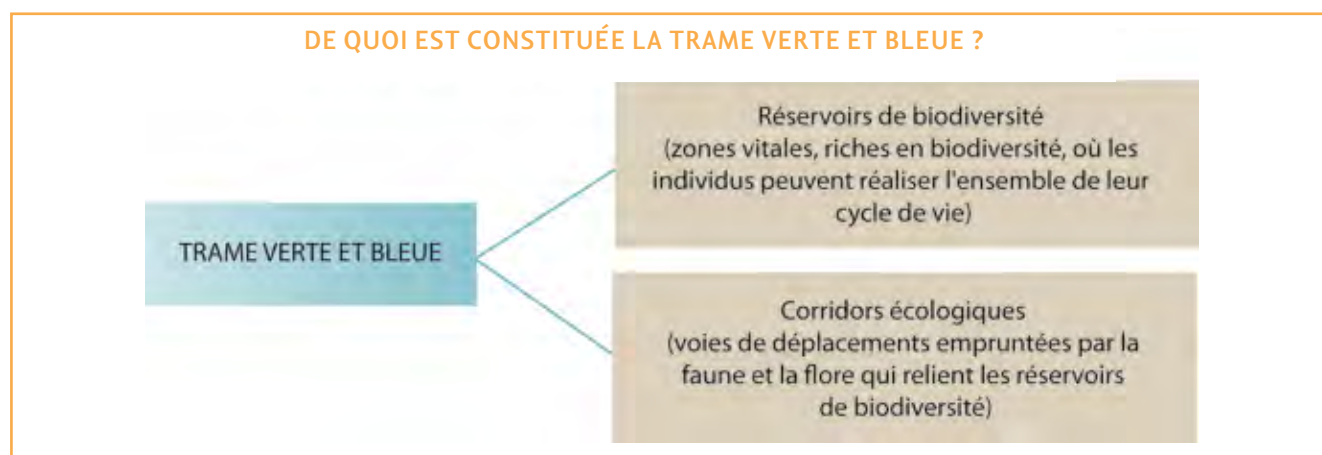 DE QUOI EST CONSTITUÉE LA TRAME VERTE ET BLEUE ?
TRAME VERTE ET BLEUE
Réservoirs de biodiversité
(zones vitales, riches en biodiversité, où les
individus peuvent réaliser l'ensemble de leur
cycle de vie)
Corridors écologiques
(voies de déplacements empruntées par la
faune et la flore qui relient les réservoirs
de biodiversité)